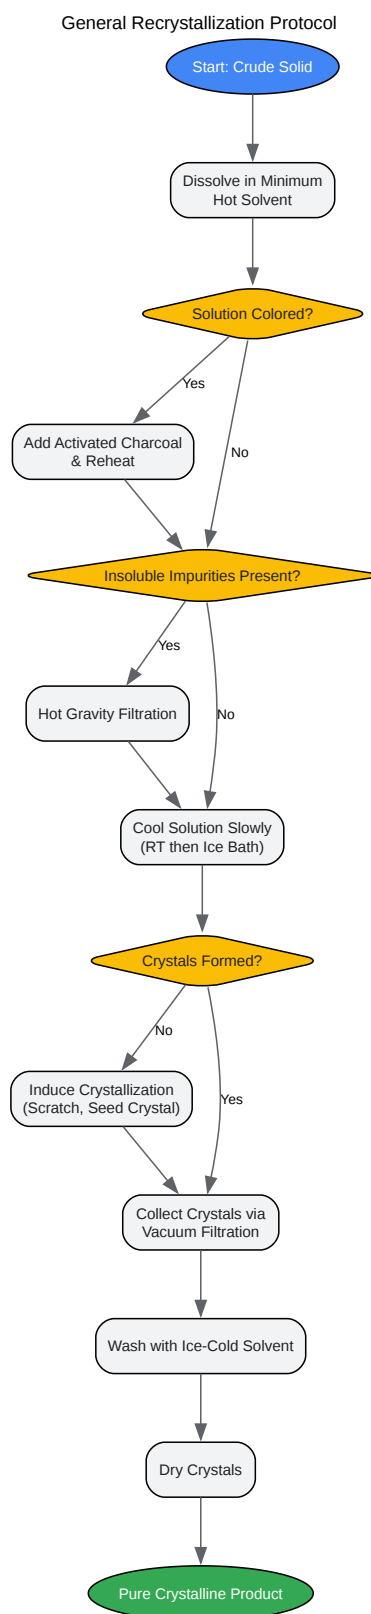 General Recrystallization Protocol
Start: Crude Solid
Dissolve in Minimum
Hot Solvent
Solution Colored?
Yes
Add Activated Charcoal
& Reheat
No
Insoluble Impurities Present?
Yes
Hot Gravity Filtration
No
Cool Solution Slowly
(RT then Ice Bath)
Crystals Formed?
No
Induce Crystallization
(Scratch, Seed Crystal)
Yes
Collect Crystals via
Vacuum Filtration
Wash with Ice-Cold Solvent
Dry Crystals
Pure Crystalline Product